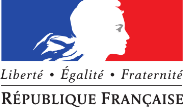 Liberté • Égalité • Fraternité
RÉPUBLIQUE FRANÇAISE